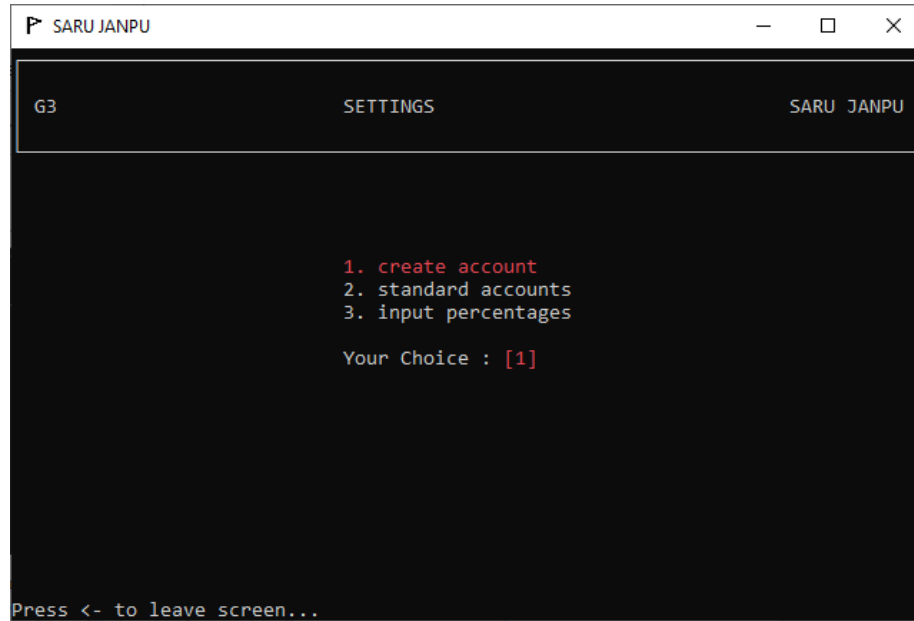 SARU JANPU
G3 SETTINGS SARU JANPU
1. create account
2. standard accounts
3. input percentages
Your Choice : [1]
Press <- to leave screen...